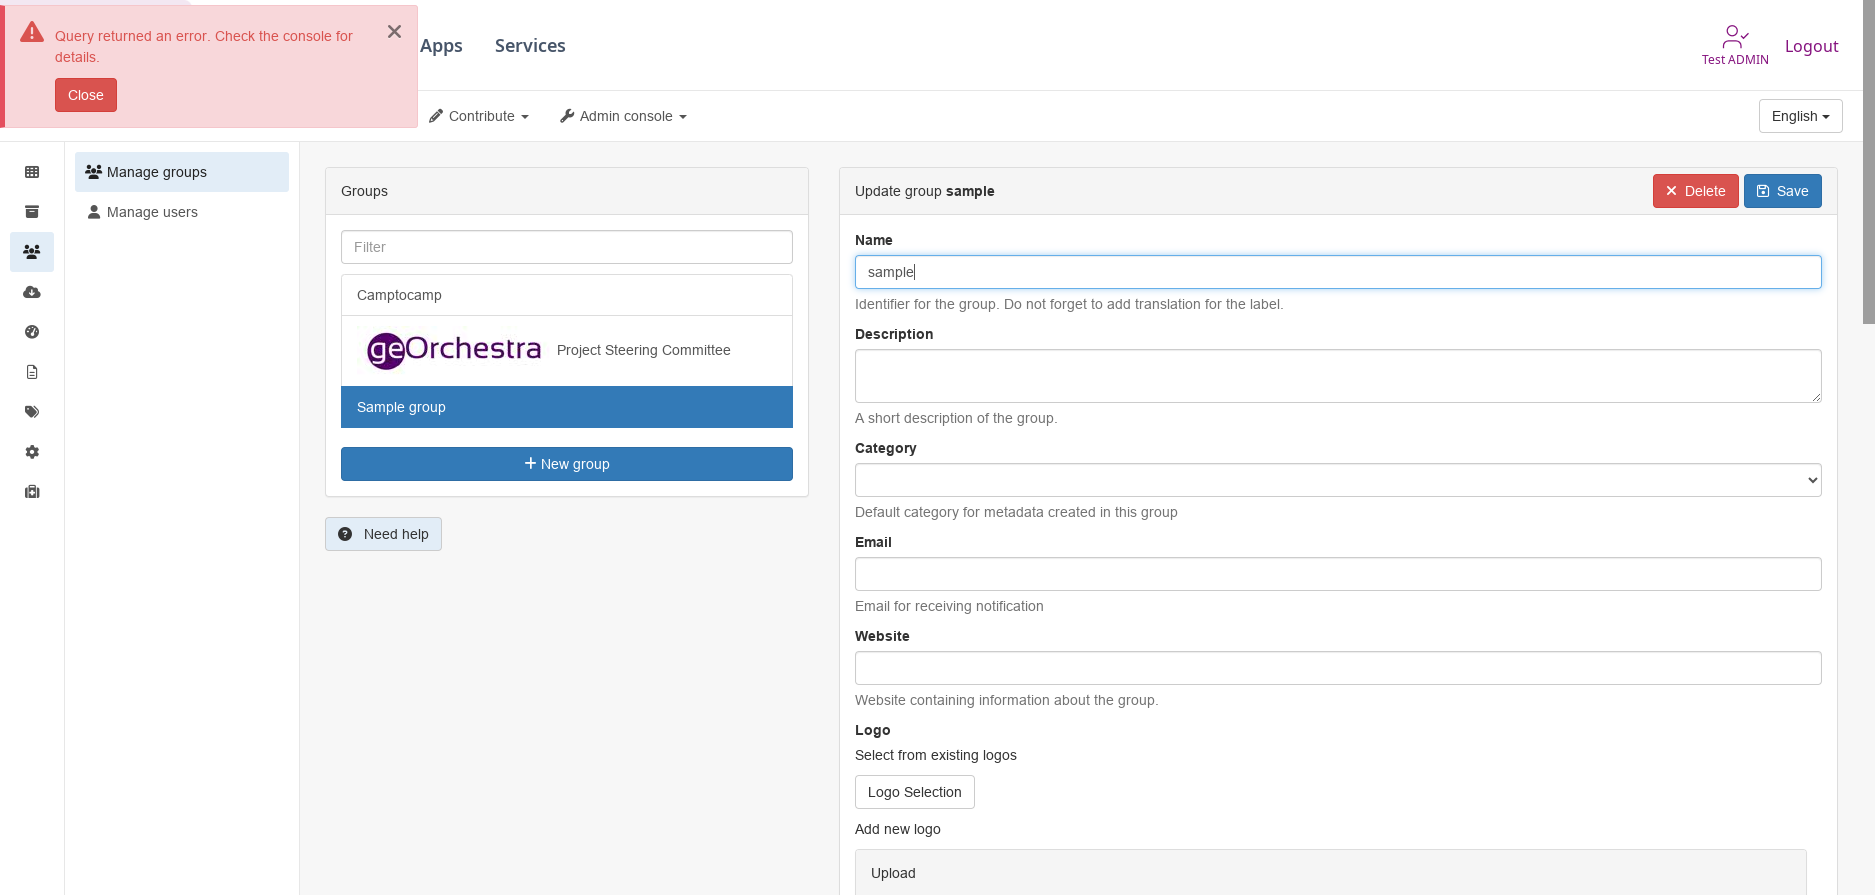 Query returned an error. Check the console for
details.
Close
Apps
Services
Test ADMIN
Logout
Contribute
Admin console
English
Manage groups
Manage users
Groups
Filter
Camptocamp
geOrchestra
Project Steering Committee
Sample group
New group
Need help
Update group sample
Delete
Save
Name
sample
Identifier for the group. Do not forget to add translation for the label.
Description
A short description of the group.
Category
Default category for metadata created in this group
Email
Email for receiving notification
Website
Website containing information about the group.
Logo
Select from existing logos
Logo Selection
Add new logo
Upload